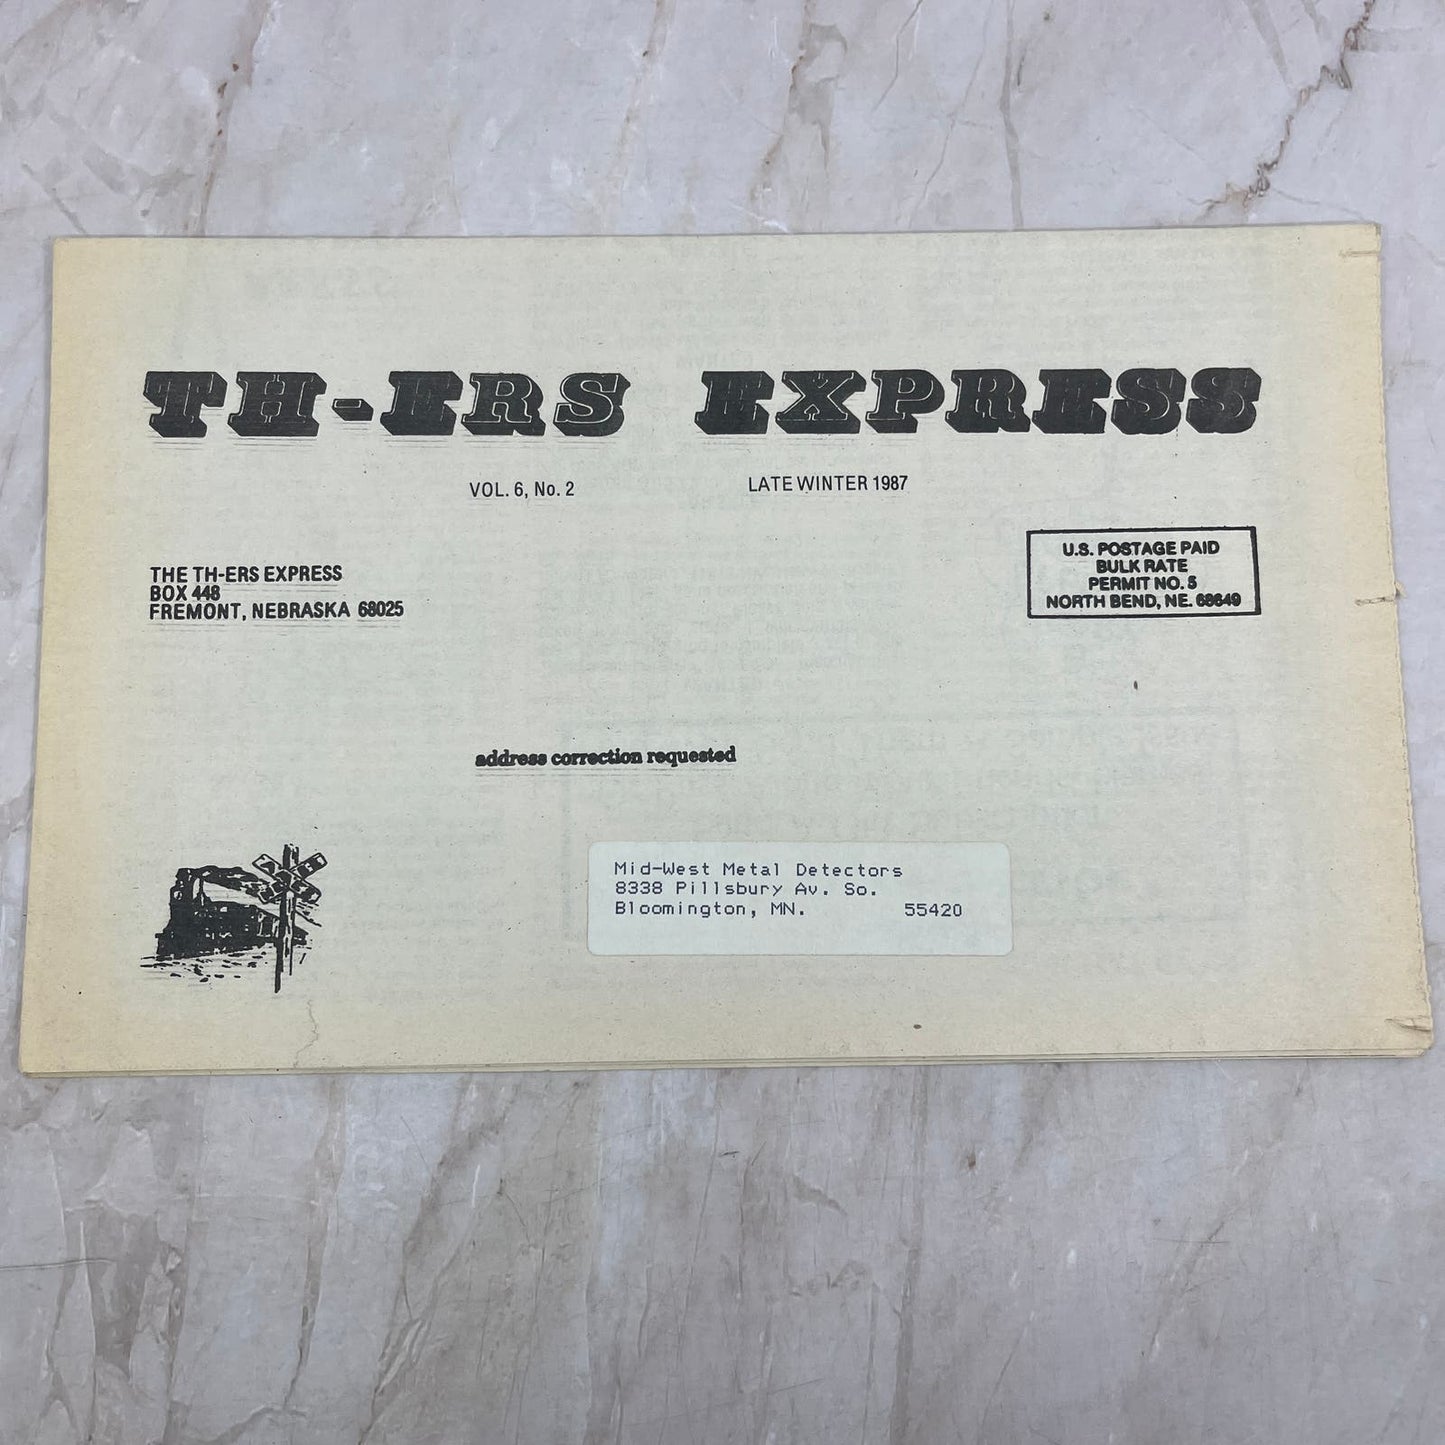 TH-ERS EXPRESS
VOL. 6, No. 2 LATE WINTER 1987
THE TH-ERS EXPRESS
BOX 448
FREMONT, NEBRASKA 68025
U.S. POSTAGE PAID
BULK RATE
PERMIT NO. 5
NORTH BEND, NE. 68649
address correction requested
Mid-West Metal Detectors
8338 Pillsbury Av. So.
Bloomington, MN. 55420